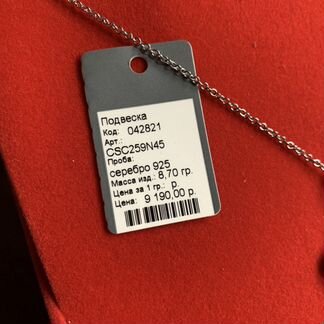 Подвеска
Код: 042821
Арт.:
CSC259N45
Проба:
серебро 925
Масса изд.: 8,70 гр.
Цена за 1 гр.: р.
Цена: 9 190,00 р.